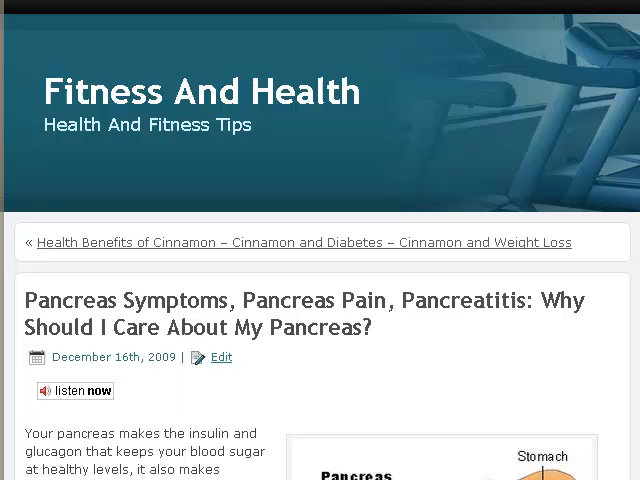 Fitness And Health
Health And Fitness Tips
« Health Benefits of Cinnamon – Cinnamon and Diabetes – Cinnamon and Weight Loss
Pancreas Symptoms, Pancreas Pain, Pancreatitis: Why
Should I Care About My Pancreas?
December 16th, 2009 | Edit
listen now
Your pancreas makes the insulin and
glucagon that keeps your blood sugar
at healthy levels, it also makes
Stomach
Pancreas